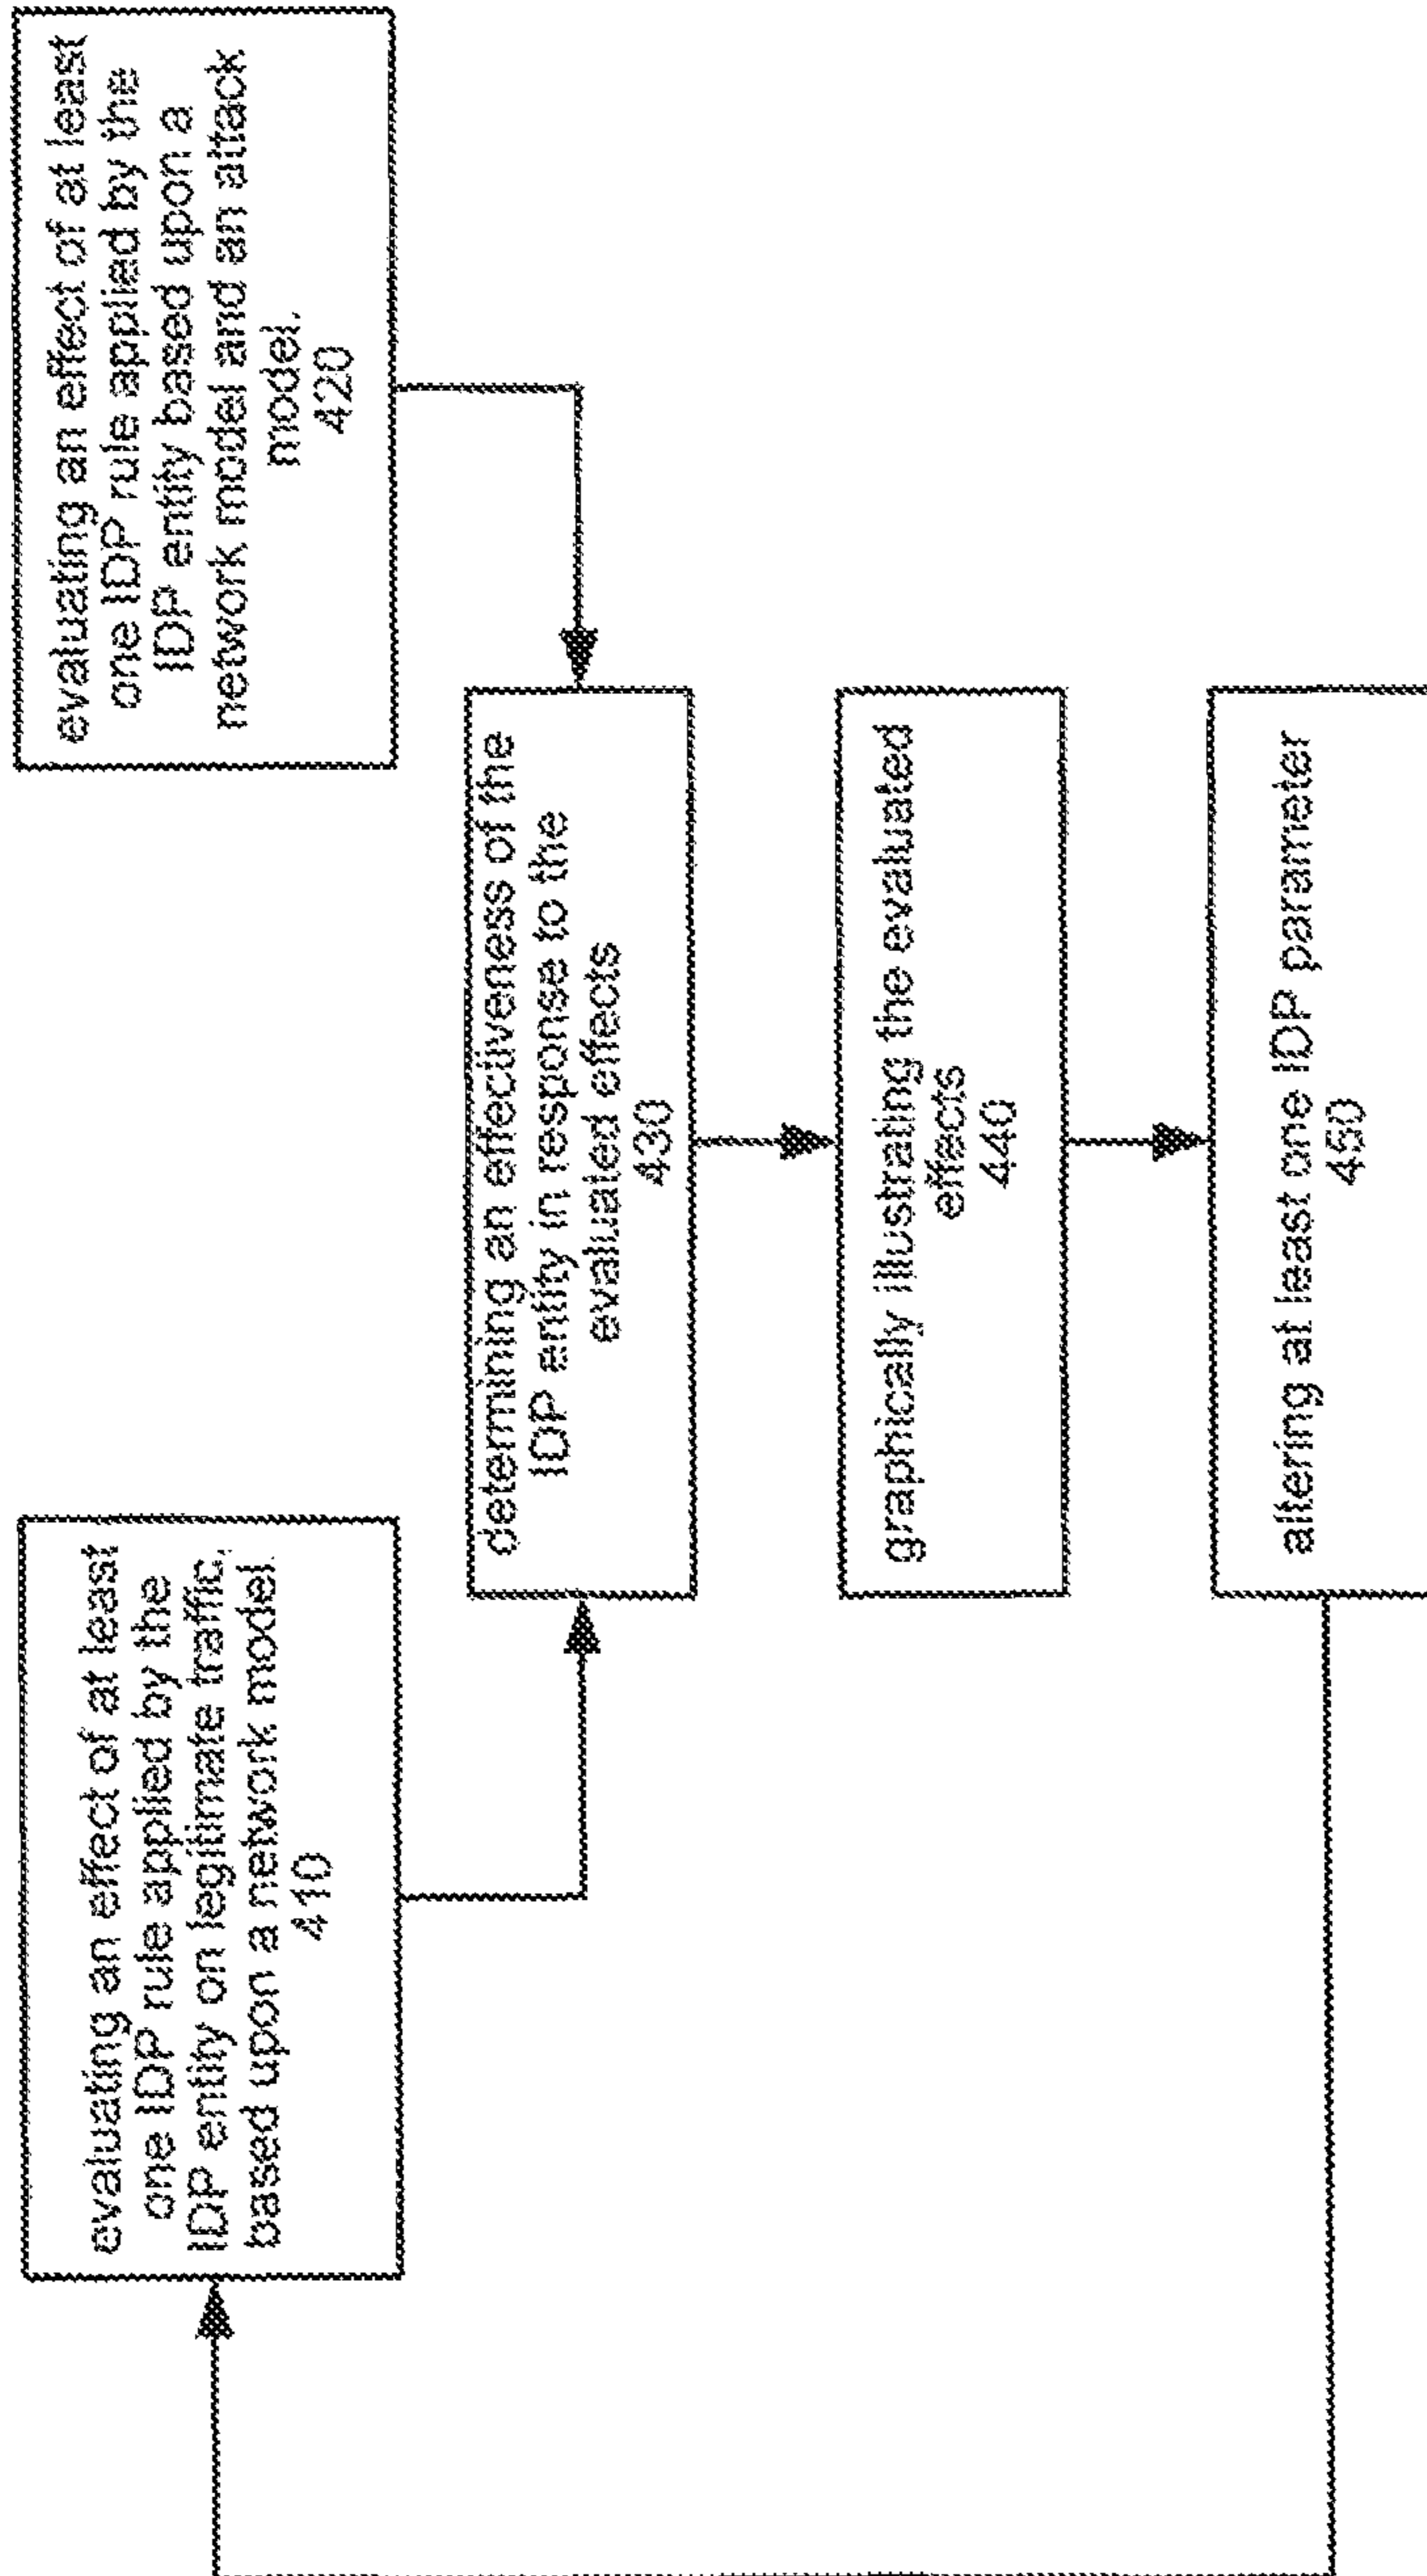 evaluating an effect of at least
one IDP rule applied by the
IDP entity on legitimate traffic,
based upon a network model.
410
evaluating an effect of at least
one IDP rule applied by the
IDP entity based upon a
network model and an attack
model.
420
determining an effectiveness of the
IDP entity in response to the
evaluated effects
430
graphically illustrating the evaluated
effects
440
altering at least one IDP parameter
450